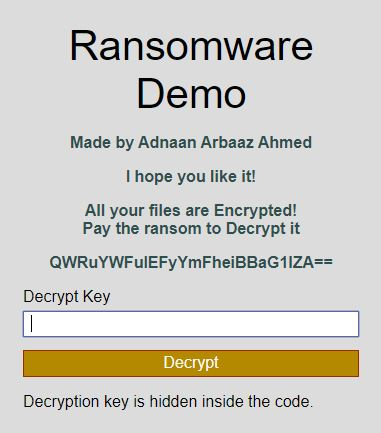 Ransomware
Demo
Made by Adnaan Arbaaz Ahmed
I hope you like it!
All your files are Encrypted!
Pay the ransom to Decrypt it
QWRuYWFuIEFyYmFheiBBaG1lZA==
Decrypt Key
Decrypt
Decryption key is hidden inside the code.